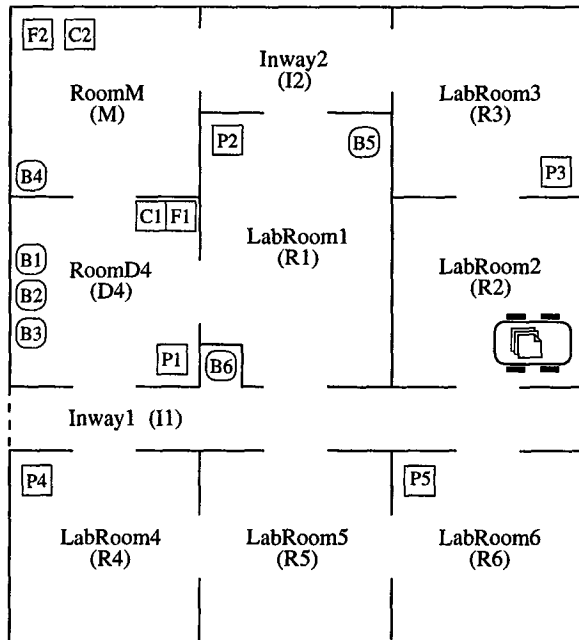 F2 C2
Inway2
(I2)
RoomM
(M)
LabRoom3
(R3)
P2
B5
B4
P3
C1 F1
LabRoom1
(R1)
B1
RoomD4
(D4)
LabRoom2
(R2)
B2
B3
P1
B6
Inway1 (I1)
P4
P5
LabRoom4
(R4)
LabRoom5
(R5)
LabRoom6
(R6)